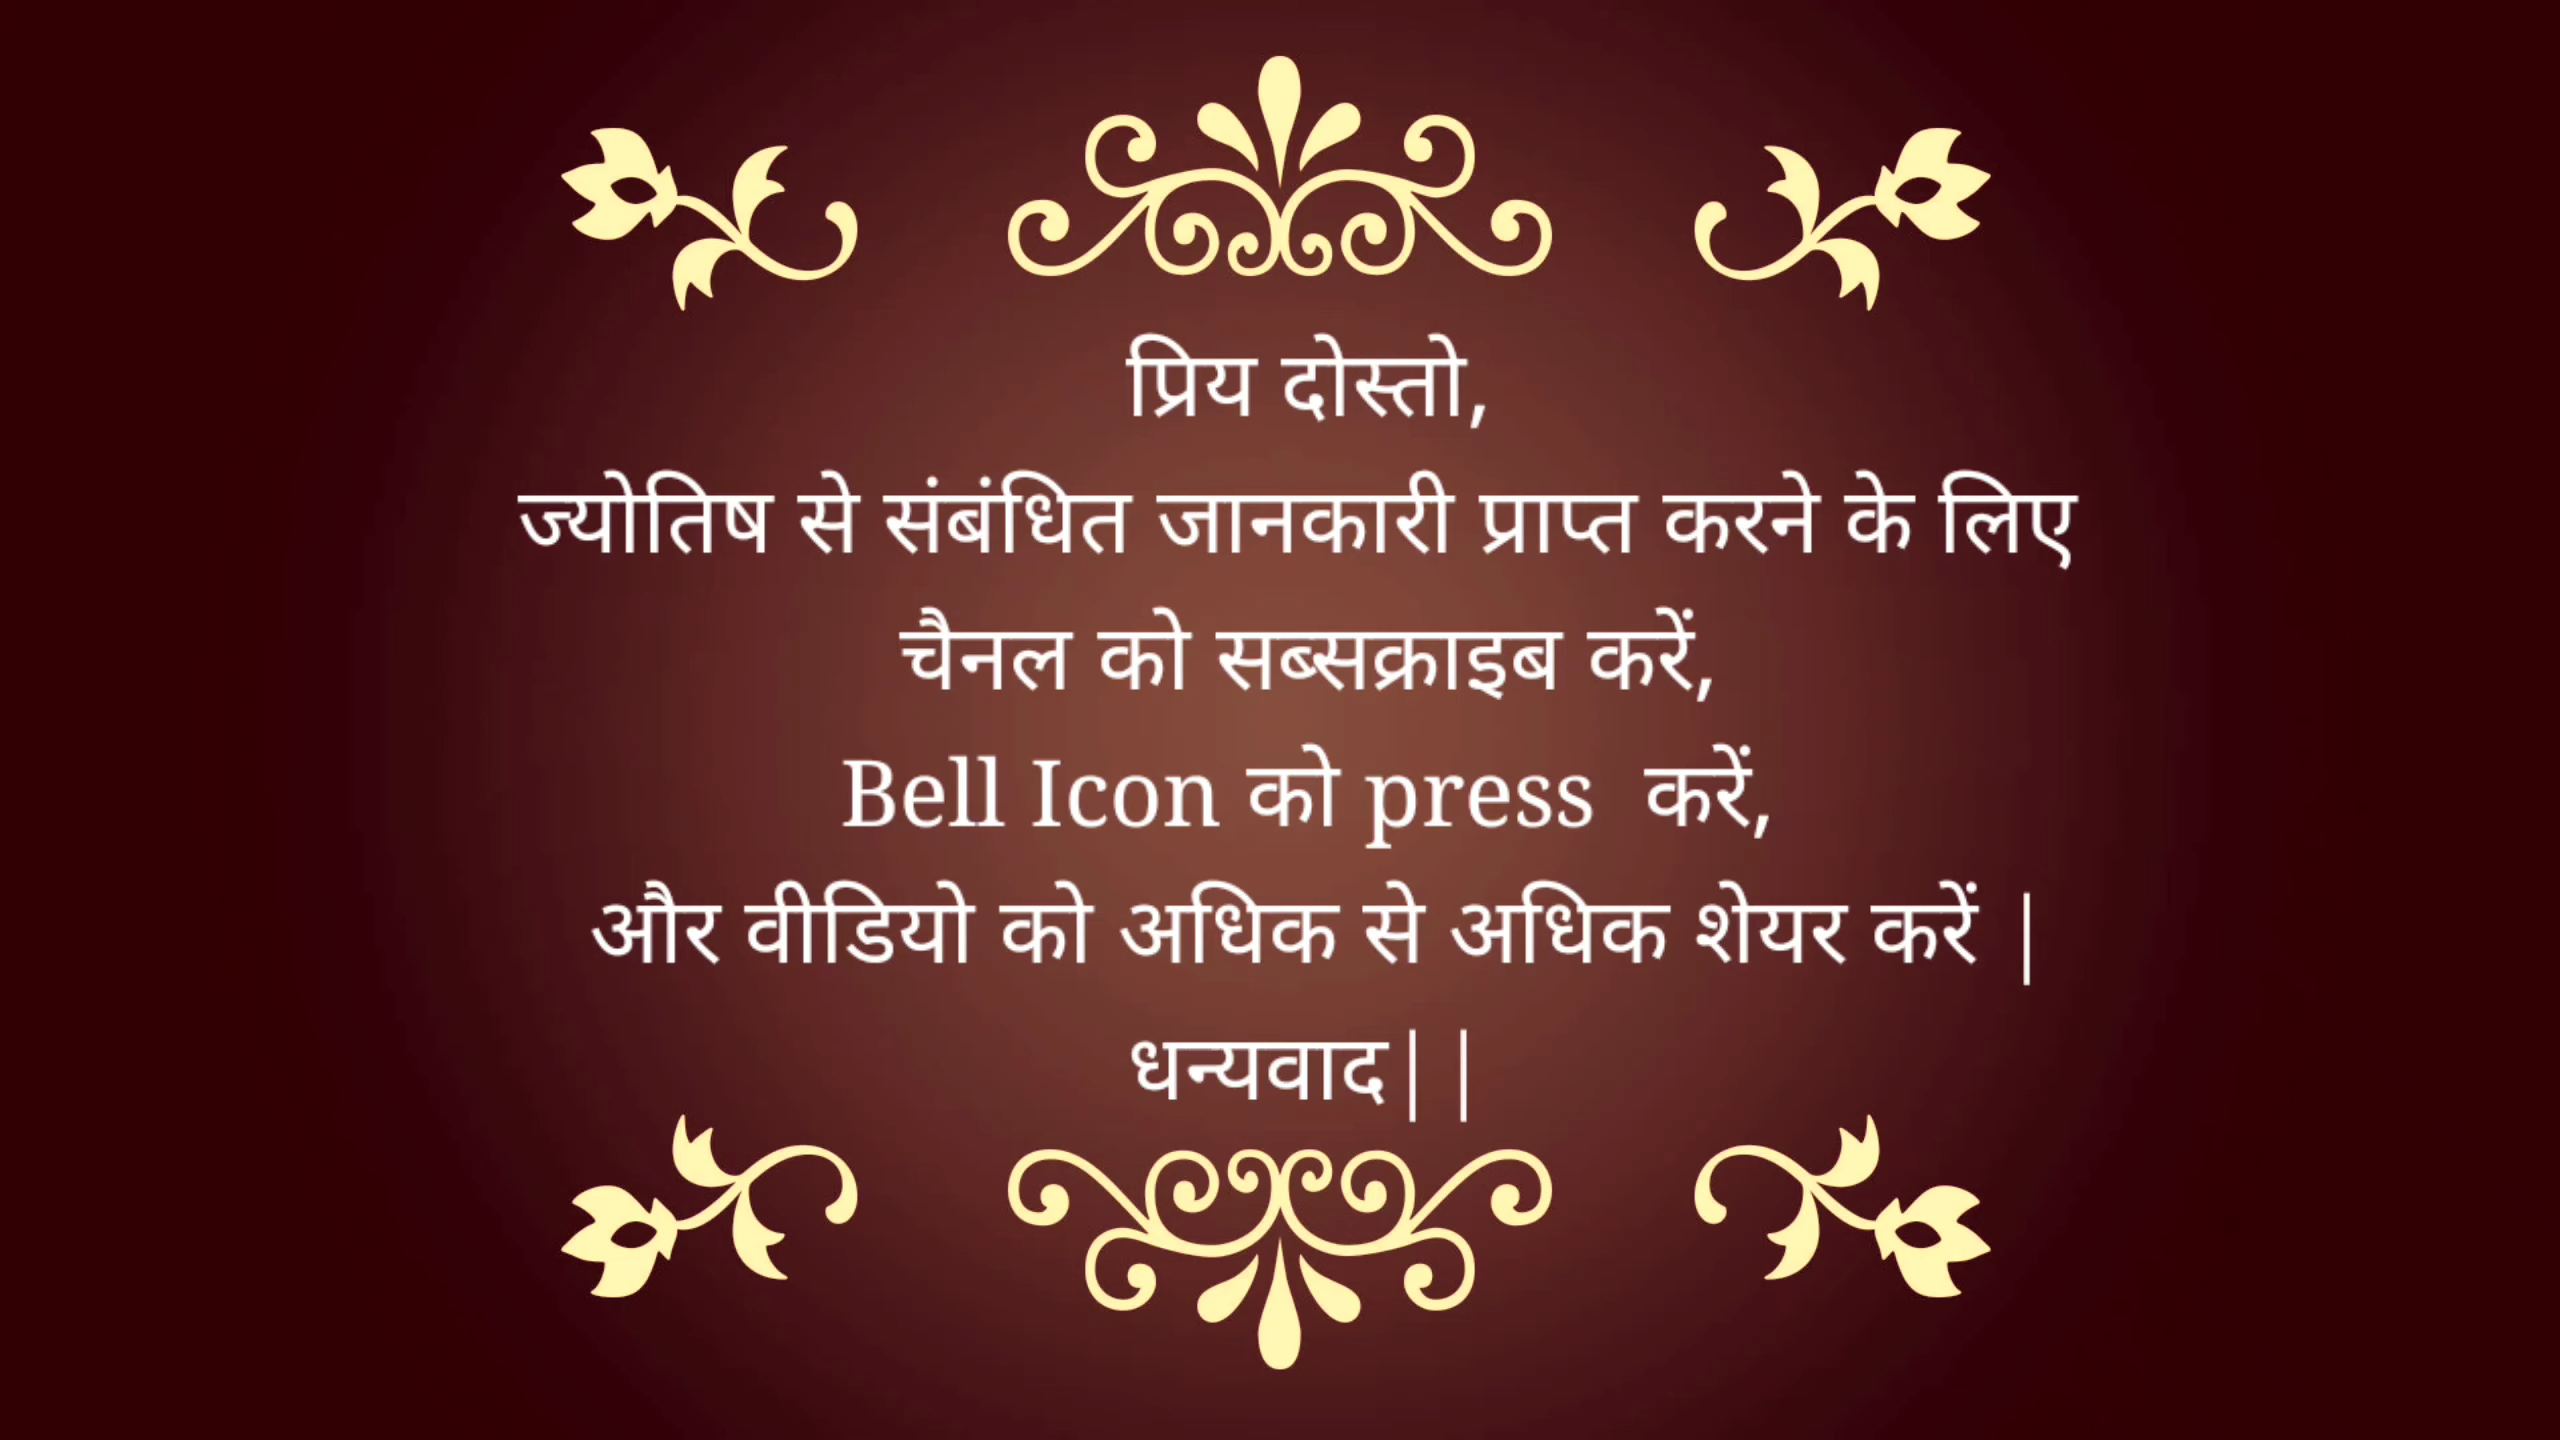 प्रिय दोस्तो,
ज्योतिष से संबंधित जानकारी प्राप्त करने के लिए
चैनल को सब्सक्राइब करें,
Bell Icon को press  करें,
और वीडियो को अधिक से अधिक शेयर करें |
धन्यवाद||